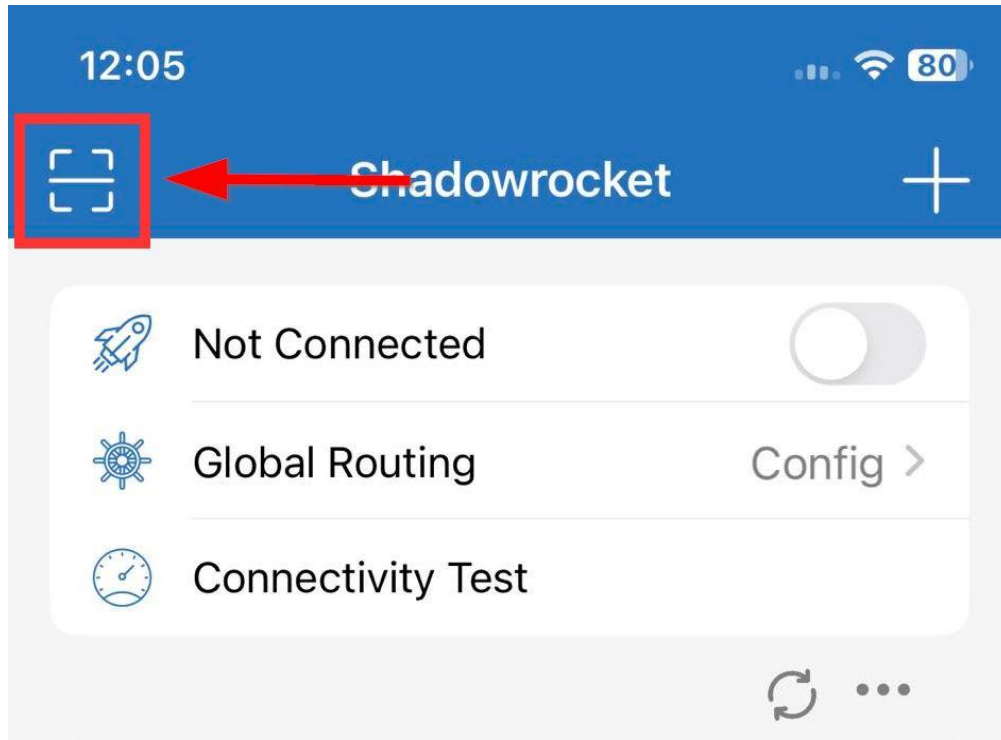 12:05 80
Shadowrocket
Not Connected
Global Routing Config >
Connectivity Test